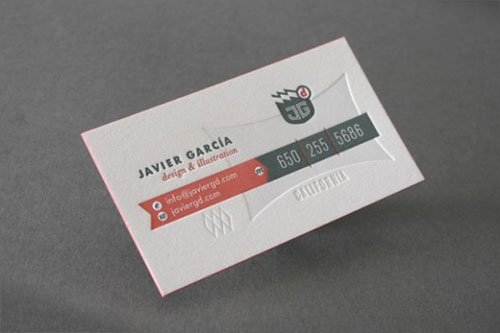 JG
JAVIER GARCÍA
design & illustration
650 255 5686
info@javiergd.com
javiergd.com
CALIFORNIA